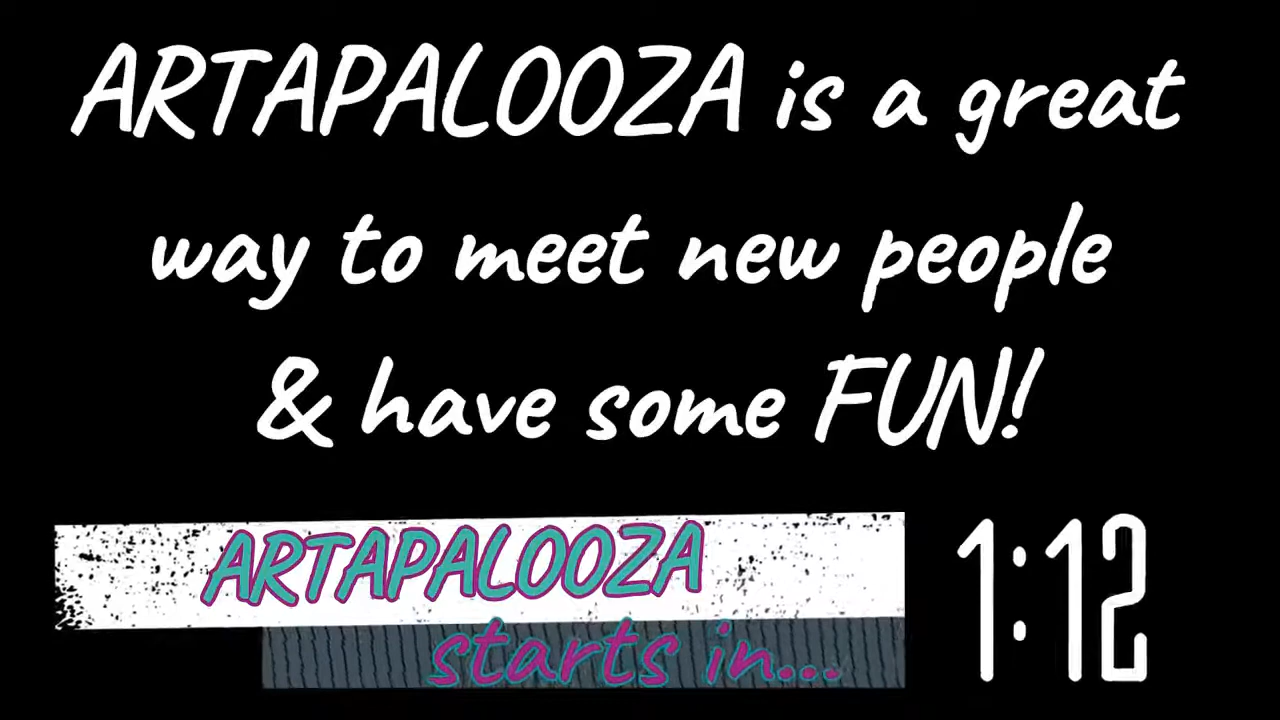 ARTAPALOOZA is a great
way to meet new people
& have some FUN!
ARTAPALOOZA
starts in...
1:12